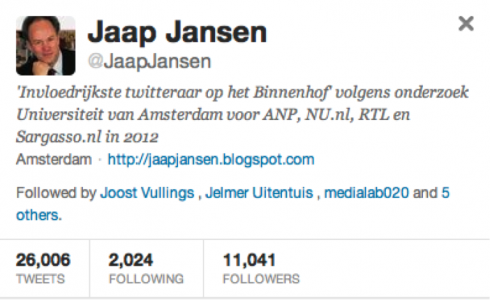 Jaap Jansen
@JaapJansen
'Invloedrijkste twitteraar op het Binnenhof' volgens onderzoek
Universiteit van Amsterdam voor ANP, NU.nl, RTL en
Sargasso.nl in 2012
Amsterdam · http://jaapjansen.blogspot.com
Followed by Joost Vullings , Jelmer Uitentuis , medialab020 and 5
others.
26,006 2,024 11,041
TWEETS FOLLOWING FOLLOWERS